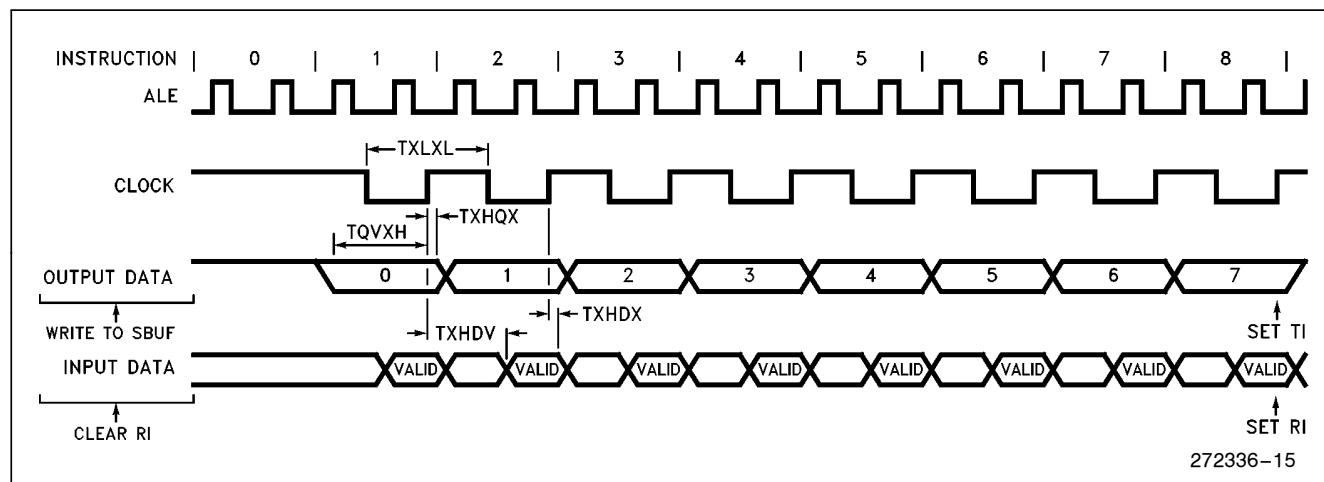 INSTRUCTION | 0 | 1 | 2 | 3 | 4 | 5 | 6 | 7 | 8 |
ALE
TXLXL
CLOCK
TXHQX
TQVXH
OUTPUT DATA 0 1 2 3 4 5 6 7
TXHDX
WRITE TO SBUF TXHDV SET TI
INPUT DATA VALID VALID VALID VALID VALID VALID VALID VALID
CLEAR RI SET RI
272336–15